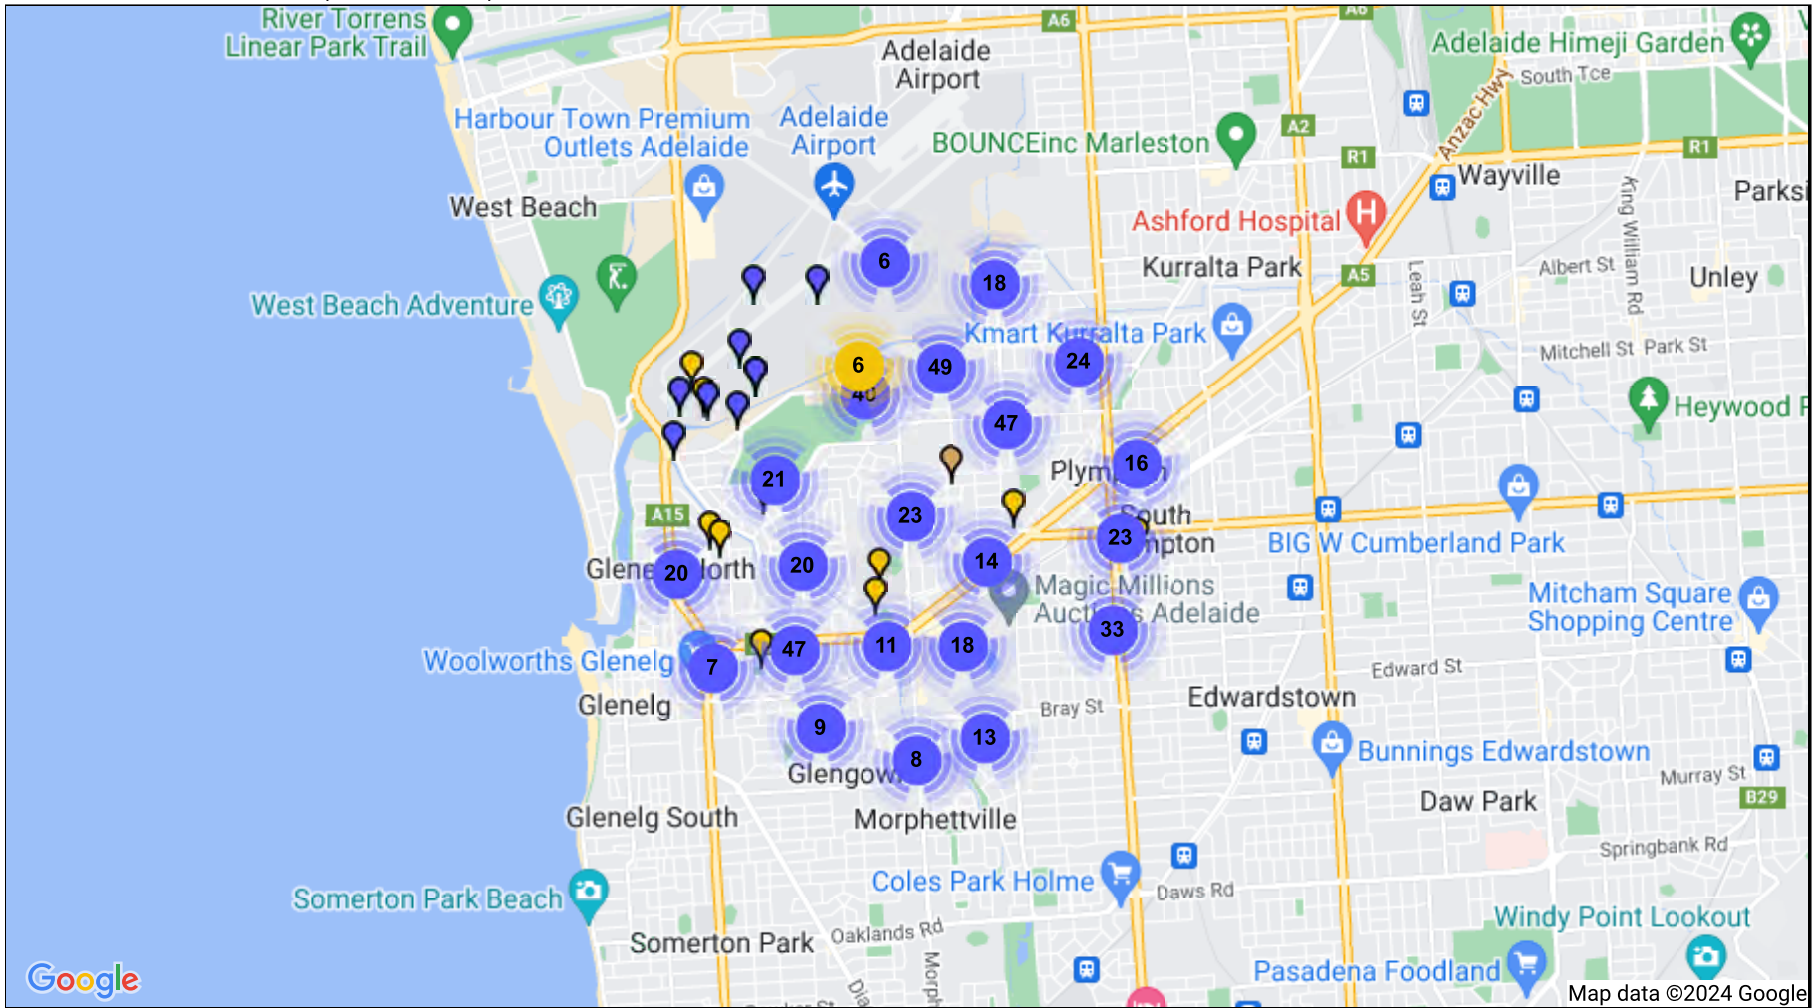 River Torrens
Linear Park Trail
A6
A6
Adelaide
Airport
Adelaide Himeji Garden
South Tce
Anzac Hwy
Harbour Town Premium
Outlets Adelaide
Adelaide
Airport
BOUNCEinc Marleston
A2
R1
R1
Wayville
King William Rd
Parksi
West Beach
Ashford Hospital
H
Kurralta Park
A5
Leah St
Albert St
Unley
6
18
West Beach Adventure
Kmart Kurralta Park
Mitchell St
Park St
6
49
24
Heywood P
47
21
16
A15
23
South
23
BIG W Cumberland Park
20
20
14
Magic Millions
Adelaide
Mitcham Square
Shopping Centre
33
Woolworths Glenelg
7
47
11
18
Edward St
Glenelg
Bray St
Edwardstown
9
8
13
Bunnings Edwardstown
Murray St
B29
Daw Park
Glenelg South
Morphettville
Springbank Rd
Coles Park Holme
Daws Rd
Somerton Park Beach
Windy Point Lookout
Somerton Park
Oaklands Rd
Pasadena Foodland
Google
Map data ©2024 Google